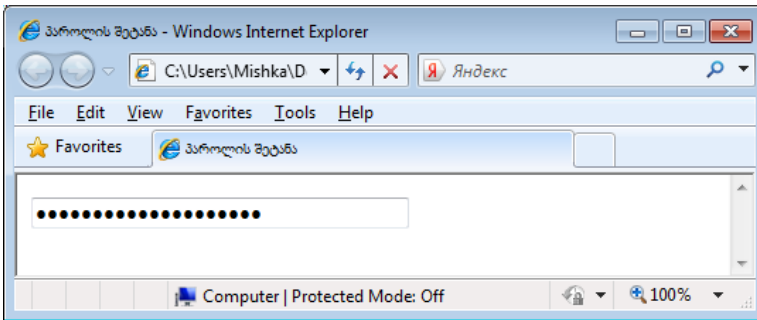 პაროლის შეტანა - Windows Internet Explorer
C:\Users\Mishka\D Яндекс
File Edit View Favorites Tools Help
Favorites პაროლის შეტანა
••••••••••••••••••••
Computer | Protected Mode: Off 100%